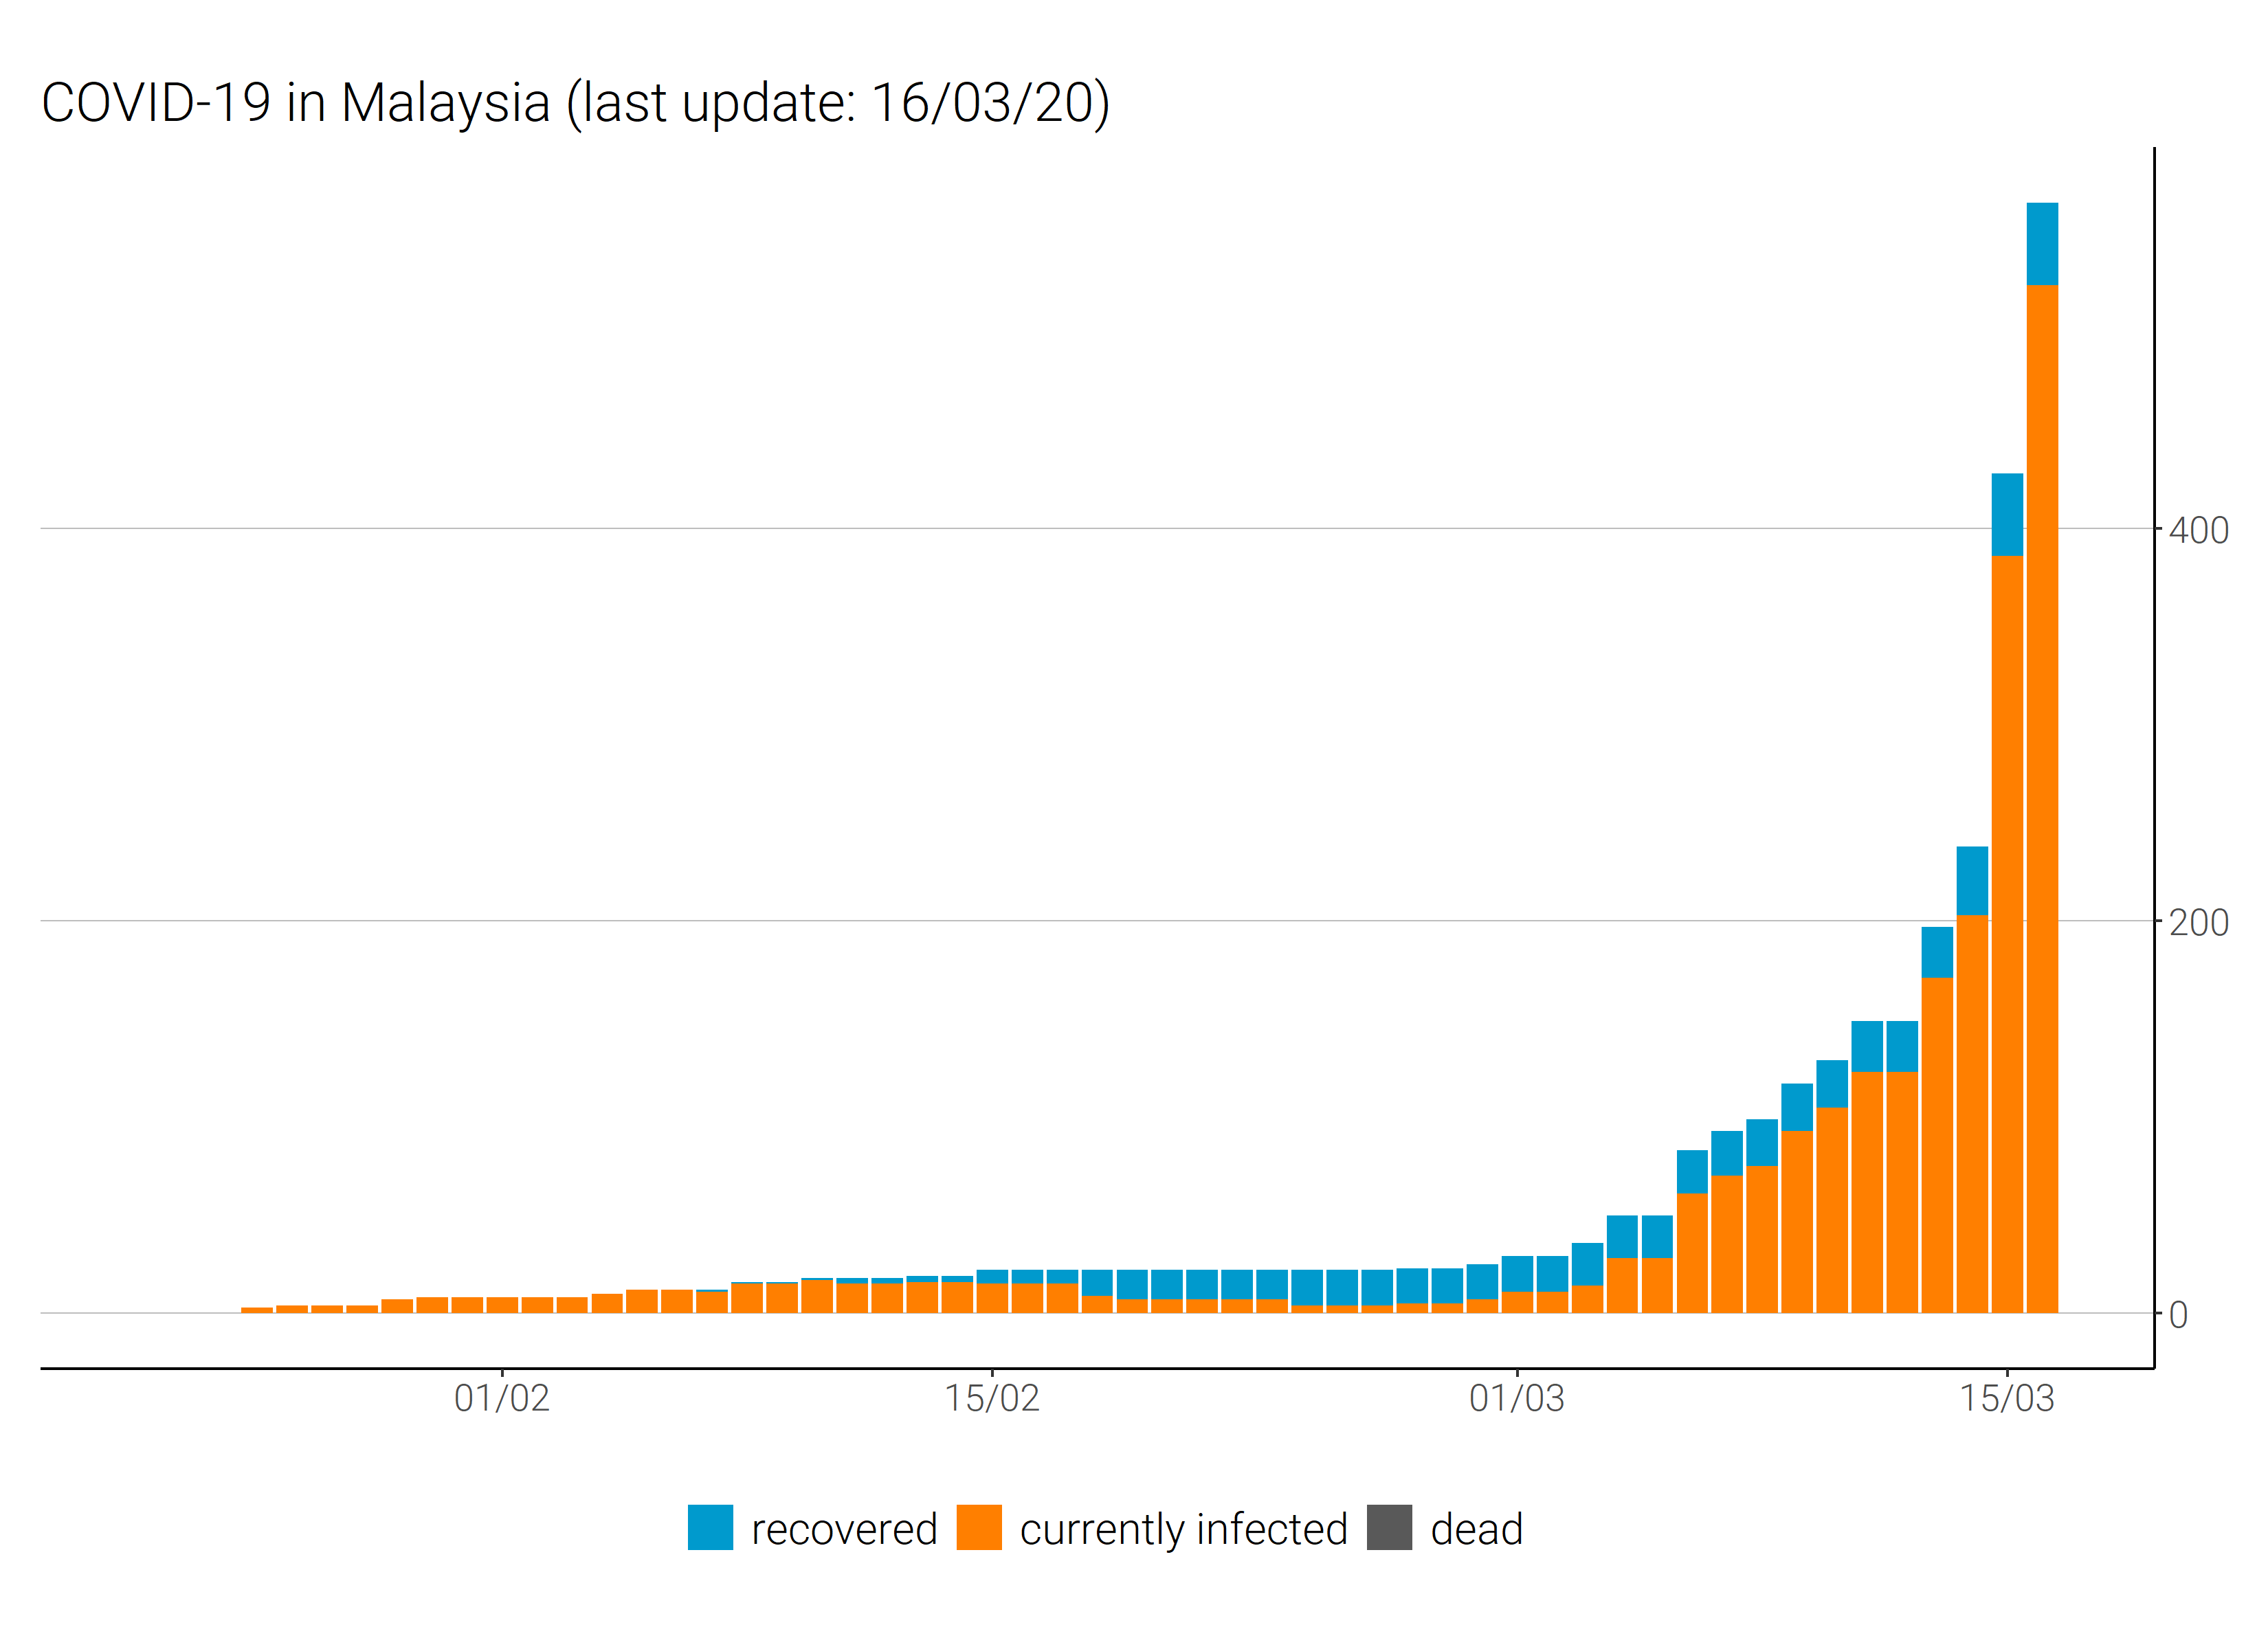 COVID-19 in Malaysia (last update: 16/03/20)
400
200
0
01/02 15/02 01/03 15/03
recovered currently infected dead